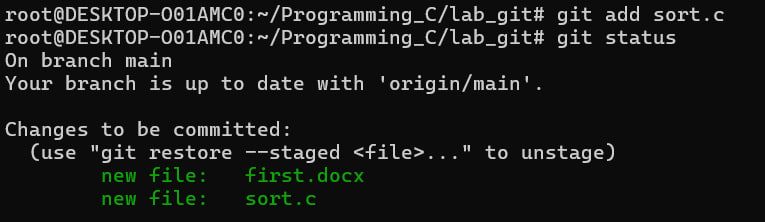 root@DESKTOP-O01AMC0:~/Programming_C/lab_git# git add sort.c
root@DESKTOP-O01AMC0:~/Programming_C/lab_git# git status
On branch main
Your branch is up to date with 'origin/main'.
Changes to be committed:
  (use "git restore --staged <file>..." to unstage)
        new file:   first.docx
        new file:   sort.c